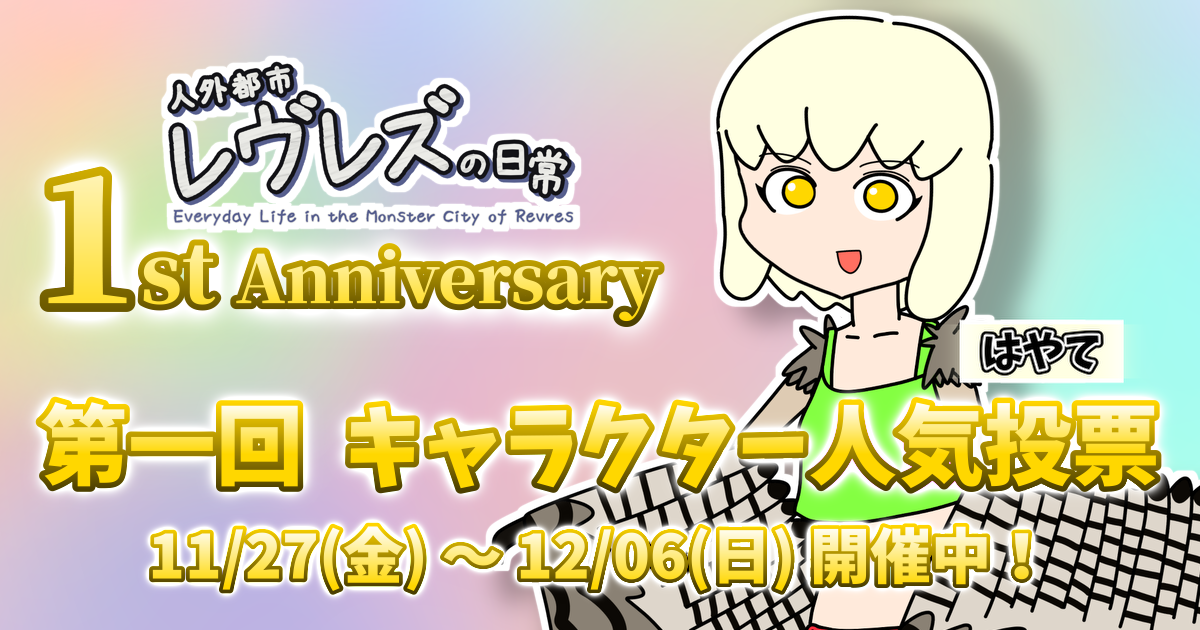 人外都市
レヴレズの日常
Everyday Life in the Monster City of Revres
1st Anniversary
はやて
第一回 キャラクター人気投票
11/27(金) ～ 12/06(日) 開催中！